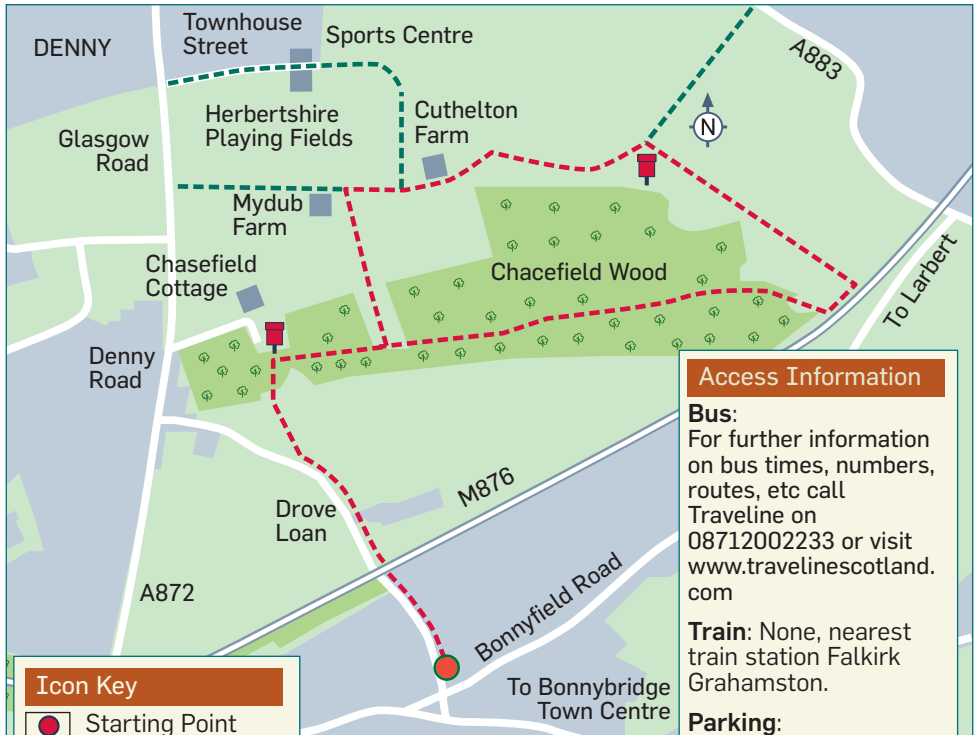 DENNY
Townhouse
Street
Sports Centre
A883
Herbertshire
Playing Fields
Cuthelton
Farm
N
Glasgow
Road
Mydub
Farm
Chasefield
Cottage
Chacefield Wood
To Larbert
Denny
Road
M876
Drove
Loan
A872
Bonnyfield Road
To Bonnybridge
Town Centre
Icon Key
Starting Point
Access Information
Bus:
For further information
on bus times, numbers,
routes, etc call
Traveline on
08712002233 or visit
www.travelinescotland.
com
Train: None, nearest
train station Falkirk
Grahamston.
Parking: